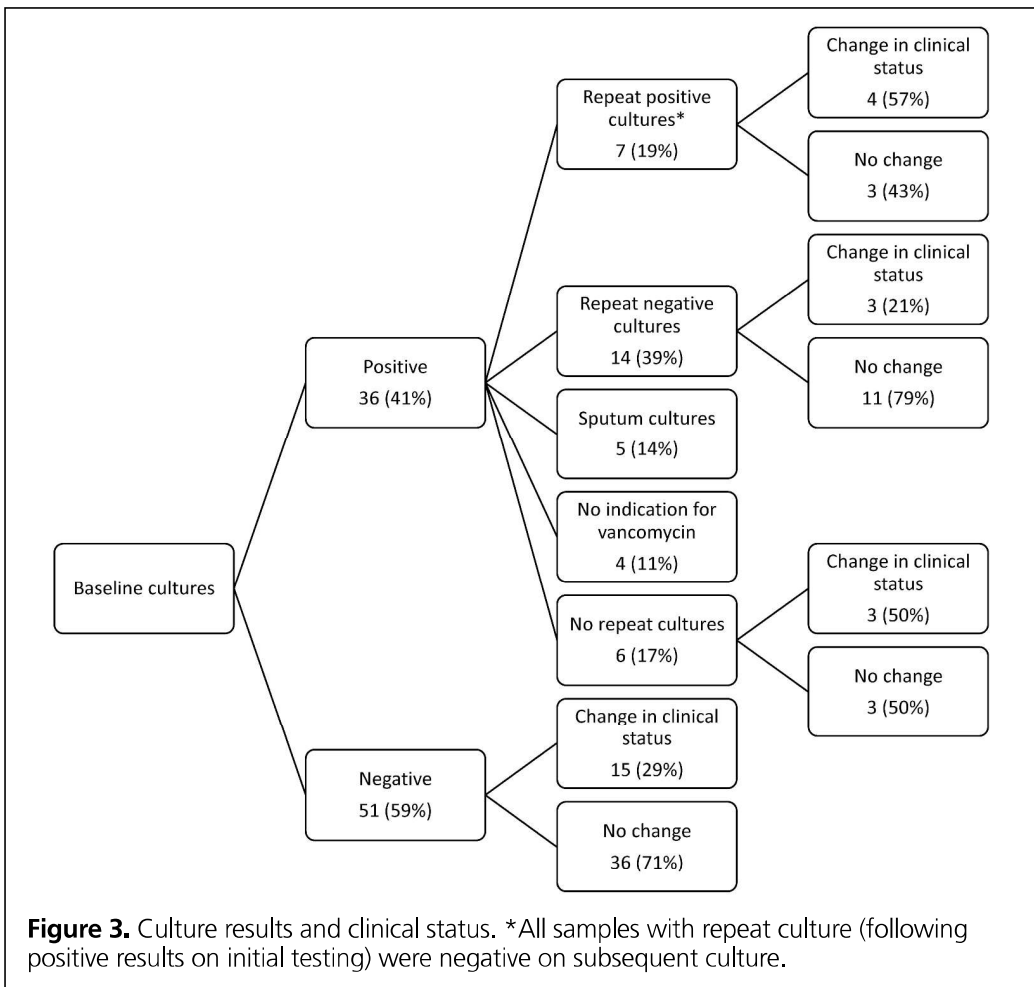 Baseline cultures
Positive
36 (41%)
Negative
51 (59%)
Repeat positive
cultures*
7 (19%)
Repeat negative
cultures
14 (39%)
Sputum cultures
5 (14%)
No indication for
vancomycin
4 (11%)
No repeat cultures
6 (17%)
Change in clinical
status
15 (29%)
No change
36 (71%)
Change in clinical
status
4 (57%)
No change
3 (43%)
Change in clinical
status
3 (21%)
No change
11 (79%)
Change in clinical
status
3 (50%)
No change
3 (50%)
Figure 3. Culture results and clinical status. *All samples with repeat culture (following
positive results on initial testing) were negative on subsequent culture.